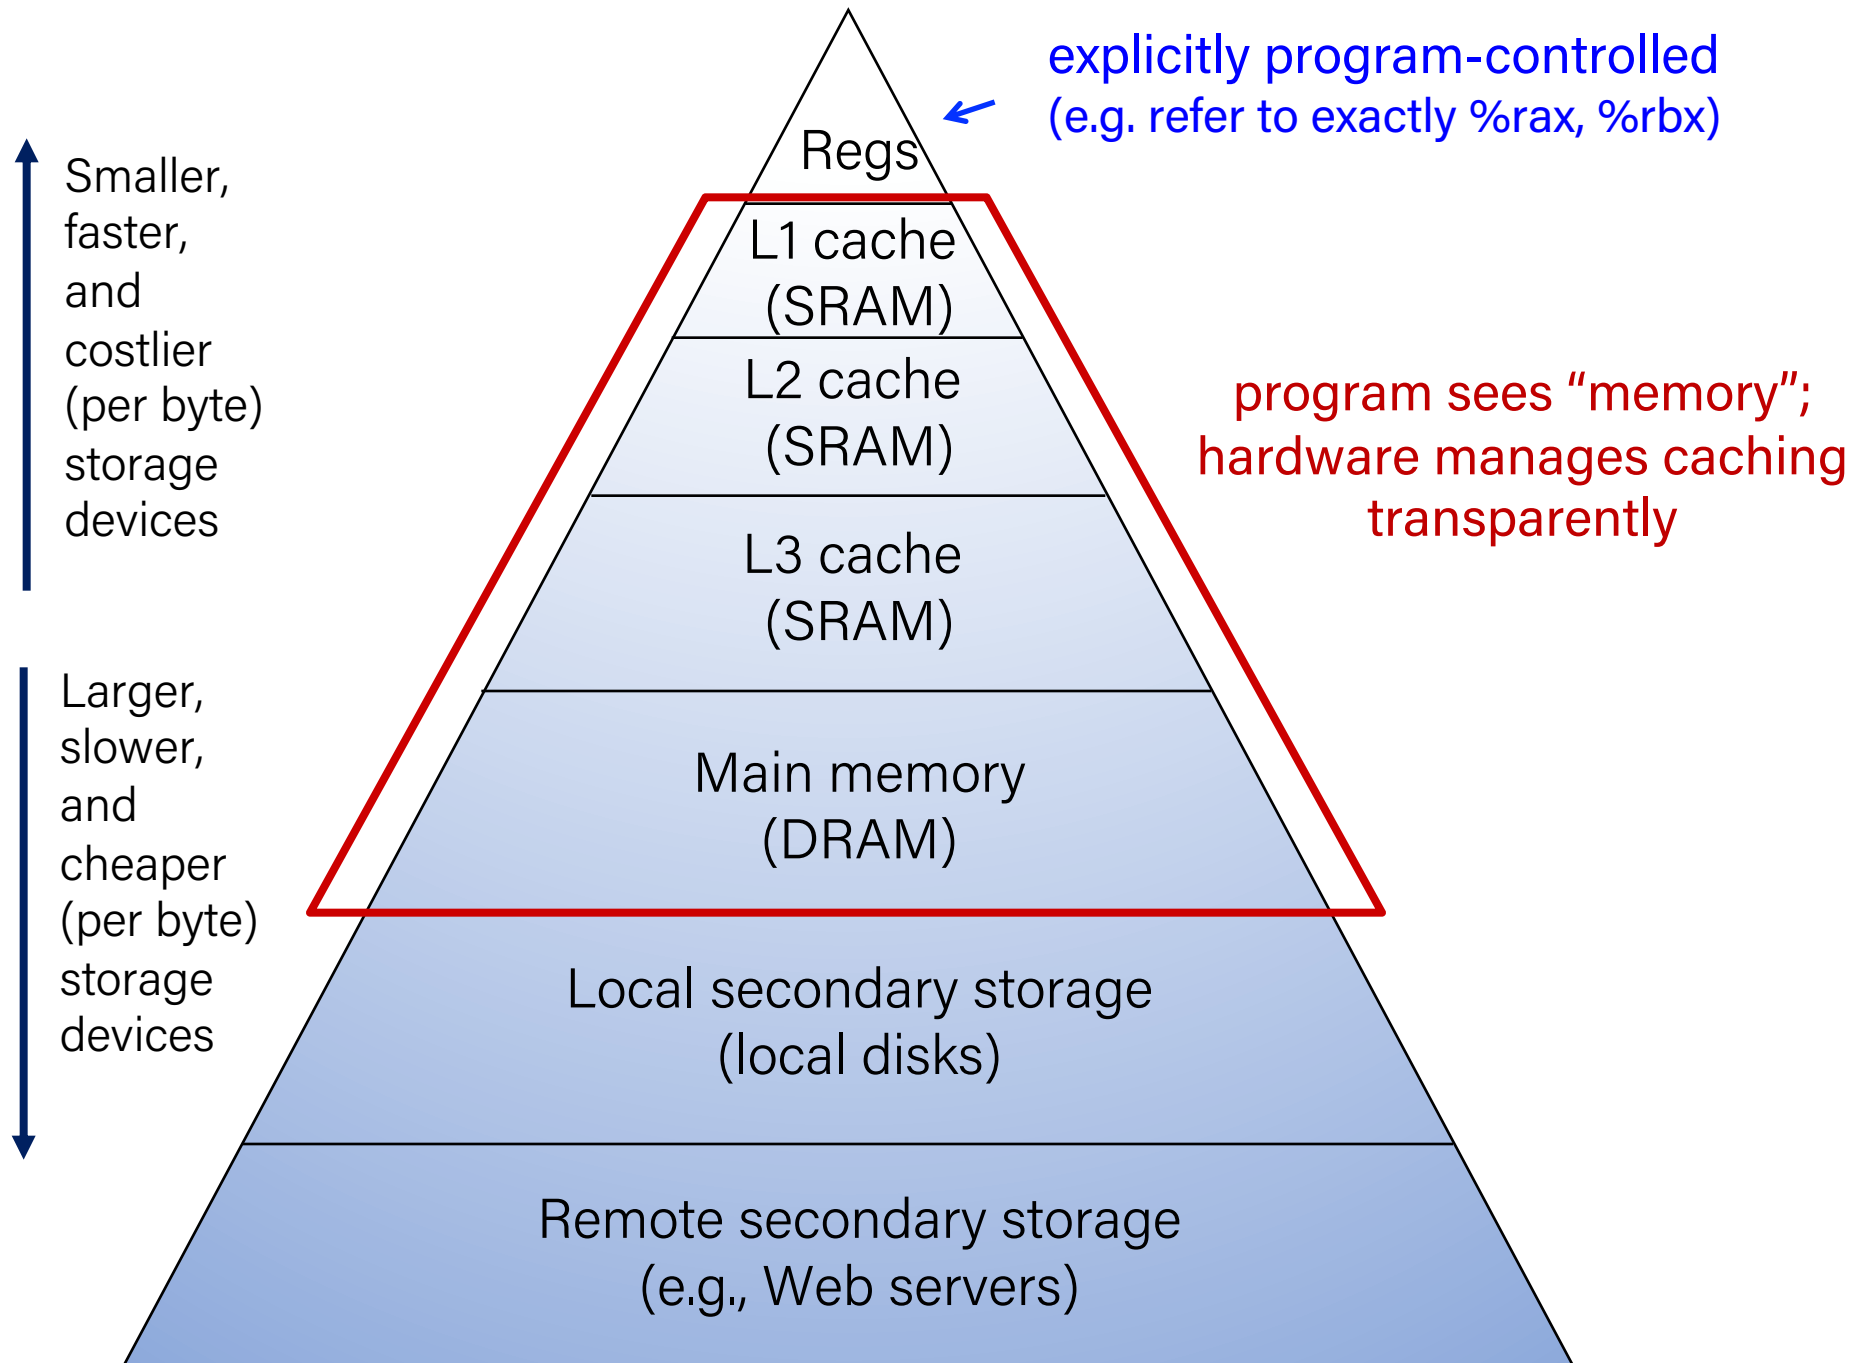 explicitly program-controlled
(e.g. refer to exactly %rax, %rbx)
Regs
Smaller,
faster,
and
costlier
(per byte)
storage
devices
L1 cache
(SRAM)
L2 cache
(SRAM)
program sees “memory”;
hardware manages caching
transparently
L3 cache
(SRAM)
Larger,
slower,
and
cheaper
(per byte)
storage
devices
Main memory
(DRAM)
Local secondary storage
(local disks)
Remote secondary storage
(e.g., Web servers)